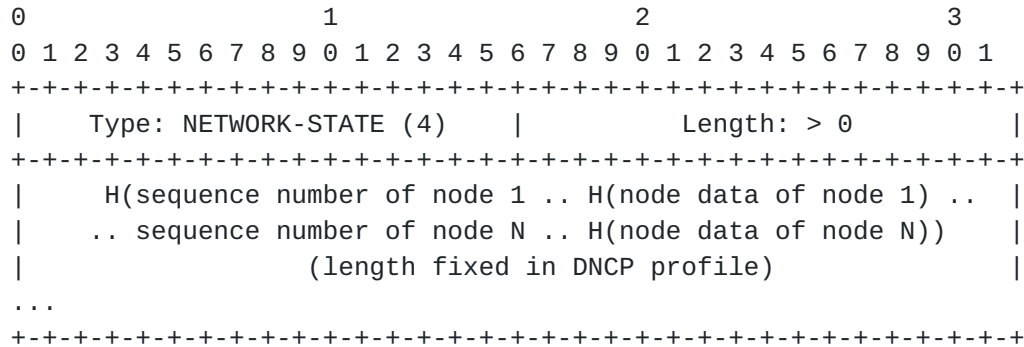 0                   1                   2                   3
0 1 2 3 4 5 6 7 8 9 0 1 2 3 4 5 6 7 8 9 0 1 2 3 4 5 6 7 8 9 0 1
+-+-+-+-+-+-+-+-+-+-+-+-+-+-+-+-+-+-+-+-+-+-+-+-+-+-+-+-+-+-+-+-+
|    Type: NETWORK-STATE (4)    |          Length: > 0          |
+-+-+-+-+-+-+-+-+-+-+-+-+-+-+-+-+-+-+-+-+-+-+-+-+-+-+-+-+-+-+-+-+
|     H(sequence number of node 1 .. H(node data of node 1) ..  |
|    .. sequence number of node N .. H(node data of node N))    |
|                  (length fixed in DNCP profile)               |
...
+-+-+-+-+-+-+-+-+-+-+-+-+-+-+-+-+-+-+-+-+-+-+-+-+-+-+-+-+-+-+-+-+